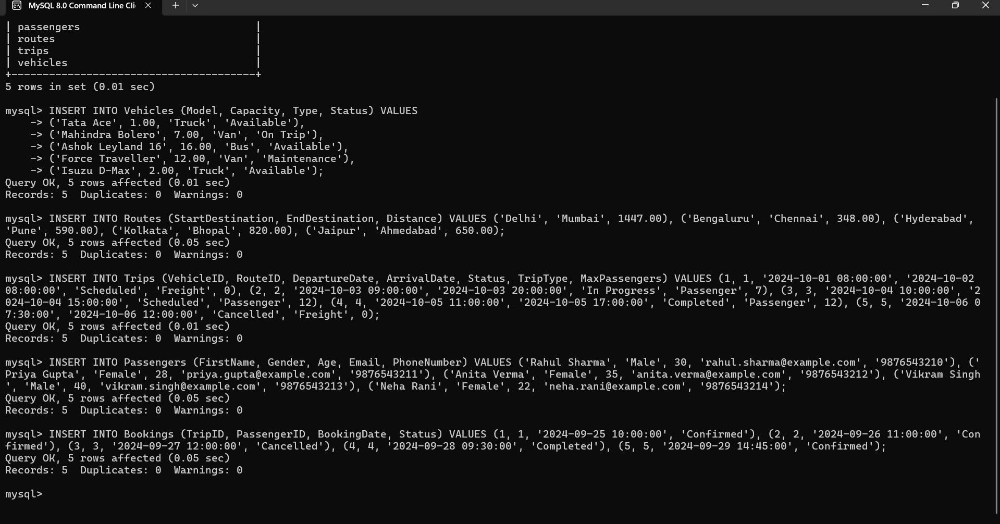 MySQL 8.0 Command Line Cli
| passengers |
| routes |
| trips |
| vehicles |
+---------------------------------------+
5 rows in set (0.01 sec)
mysql> INSERT INTO Vehicles (Model, Capacity, Type, Status) VALUES
-> ('Tata Ace', 1.00, 'Truck', 'Available'),
-> ('Mahindra Bolero', 7.00, 'Van', 'On Trip'),
-> ('Ashok Leyland 16', 16.00, 'Bus', 'Available'),
-> ('Force Traveller', 12.00, 'Van', 'Maintenance'),
-> ('Isuzu D-Max', 2.00, 'Truck', 'Available');
Query OK, 5 rows affected (0.01 sec)
Records: 5  Duplicates: 0  Warnings: 0
mysql> INSERT INTO Routes (StartDestination, EndDestination, Distance) VALUES ('Delhi', 'Mumbai', 1447.00), ('Bengaluru', 'Chennai', 348.00), ('Hyderabad',
'Pune', 590.00), ('Kolkata', 'Bhopal', 820.00), ('Jaipur', 'Ahmedabad', 650.00);
Query OK, 5 rows affected (0.05 sec)
Records: 5  Duplicates: 0  Warnings: 0
mysql> INSERT INTO Trips (VehicleID, RouteID, DepartureDate, ArrivalDate, Status, TripType, MaxPassengers) VALUES (1, 1, '2024-10-01 08:00:00', '2024-10-02
08:00:00', 'Scheduled', 'Freight', 0), (2, 2, '2024-10-03 09:00:00', '2024-10-03 20:00:00', 'In Progress', 'Passenger', 7), (3, 3, '2024-10-04 10:00:00', '2
024-10-04 15:00:00', 'Scheduled', 'Passenger', 12), (4, 4, '2024-10-05 11:00:00', '2024-10-05 17:00:00', 'Completed', 'Passenger', 12), (5, 5, '2024-10-06 0
7:30:00', '2024-10-06 12:00:00', 'Cancelled', 'Freight', 0);
Query OK, 5 rows affected (0.01 sec)
Records: 5  Duplicates: 0  Warnings: 0
mysql> INSERT INTO Passengers (FirstName, Gender, Age, Email, PhoneNumber) VALUES ('Rahul Sharma', 'Male', 30, 'rahul.sharma@example.com', '9876543210'), ('
Priya Gupta', 'Female', 28, 'priya.gupta@example.com', '9876543211'), ('Anita Verma', 'Female', 35, 'anita.verma@example.com', '9876543212'), ('Vikram Singh
', 'Male', 40, 'vikram.singh@example.com', '9876543213'), ('Neha Rani', 'Female', 22, 'neha.rani@example.com', '9876543214');
Query OK, 5 rows affected (0.05 sec)
Records: 5  Duplicates: 0  Warnings: 0
mysql> INSERT INTO Bookings (TripID, PassengerID, BookingDate, Status) VALUES (1, 1, '2024-09-25 10:00:00', 'Confirmed'), (2, 2, '2024-09-26 11:00:00', 'Con
firmed'), (3, 3, '2024-09-27 12:00:00', 'Cancelled'), (4, 4, '2024-09-28 09:30:00', 'Completed'), (5, 5, '2024-09-29 14:45:00', 'Confirmed');
Query OK, 5 rows affected (0.05 sec)
Records: 5  Duplicates: 0  Warnings: 0
mysql>